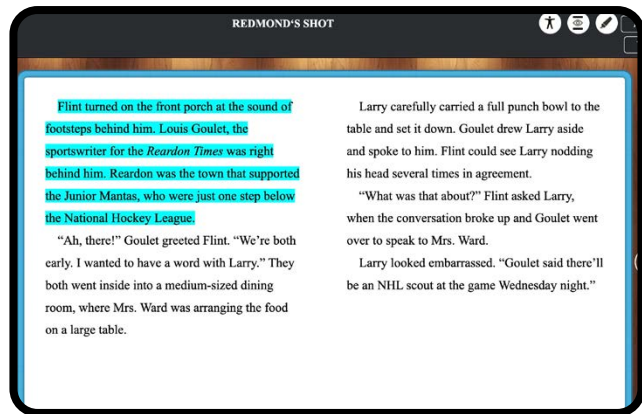 REDMOND‘S SHOT
Flint turned on the front porch at the sound of
footsteps behind him. Louis Goulet, the
sportswriter for the Reardon Times was right
behind him. Reardon was the town that supported
the Junior Mantas, who were just one step below
the National Hockey League.
“Ah, there!” Goulet greeted Flint. “We’re both
early. I wanted to have a word with Larry.” They
both went inside into a medium-sized dining
room, where Mrs. Ward was arranging the food
on a large table.
Larry carefully carried a full punch bowl to the
table and set it down. Goulet drew Larry aside
and spoke to him. Flint could see Larry nodding
his head several times in agreement.
“What was that about?” Flint asked Larry,
when the conversation broke up and Goulet went
over to speak to Mrs. Ward.
Larry looked embarrassed. “Goulet said there’ll
be an NHL scout at the game Wednesday night.”